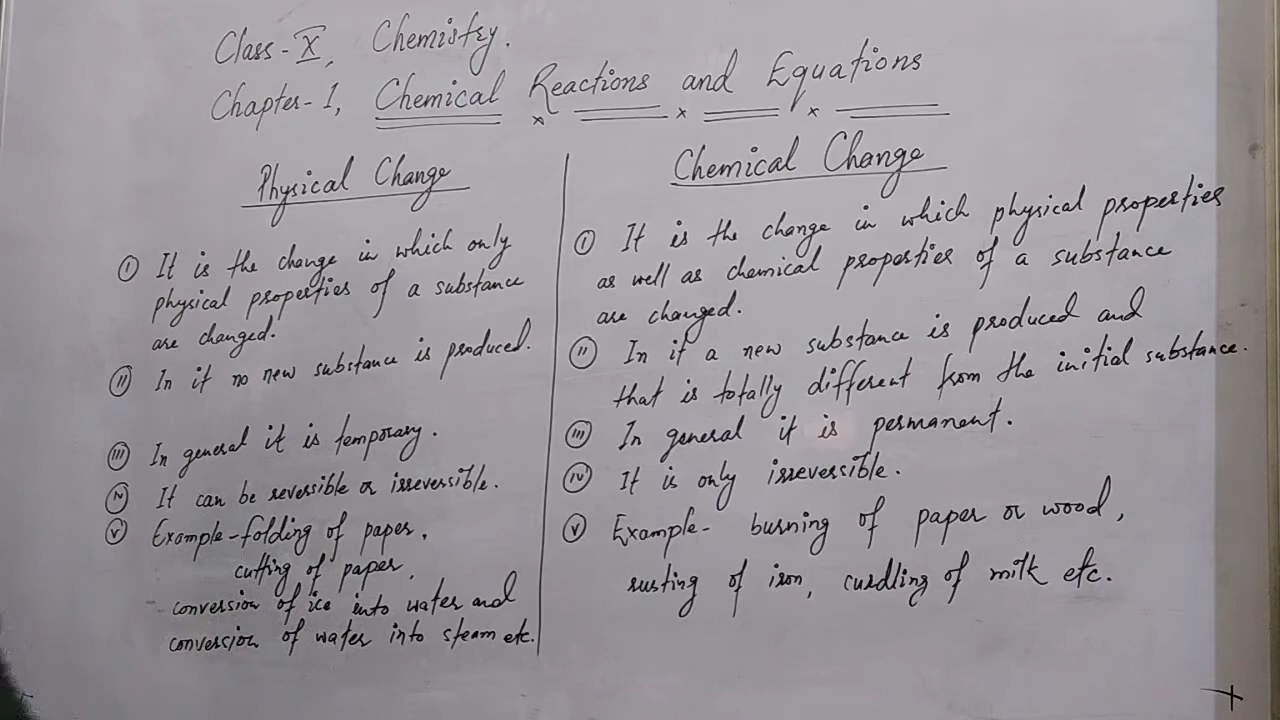 Class-X, Chemistry.
Chapter-1, Chemical Reactions and Equations
Physical Change
(i) It is the change in which only
physical properties of a substance
are changed.
(ii) In it no new substance is produced.
(iii) In general it is temporary.
(iv) It can be reversible or irreversible.
(v) Example-folding of paper,
cutting of paper,
conversion of ice into water and
conversion of water into steam etc.
Chemical Change
(i) It is the change in which physical properties
as well as chemical properties of a substance
are changed.
(ii) In it a new substance is produced and
that is totally different from the initial substance.
(iii) In general it is permanent.
(iv) It is only irreversible.
(v) Example- burning of paper or wood,
rusting of iron, curdling of milk etc.